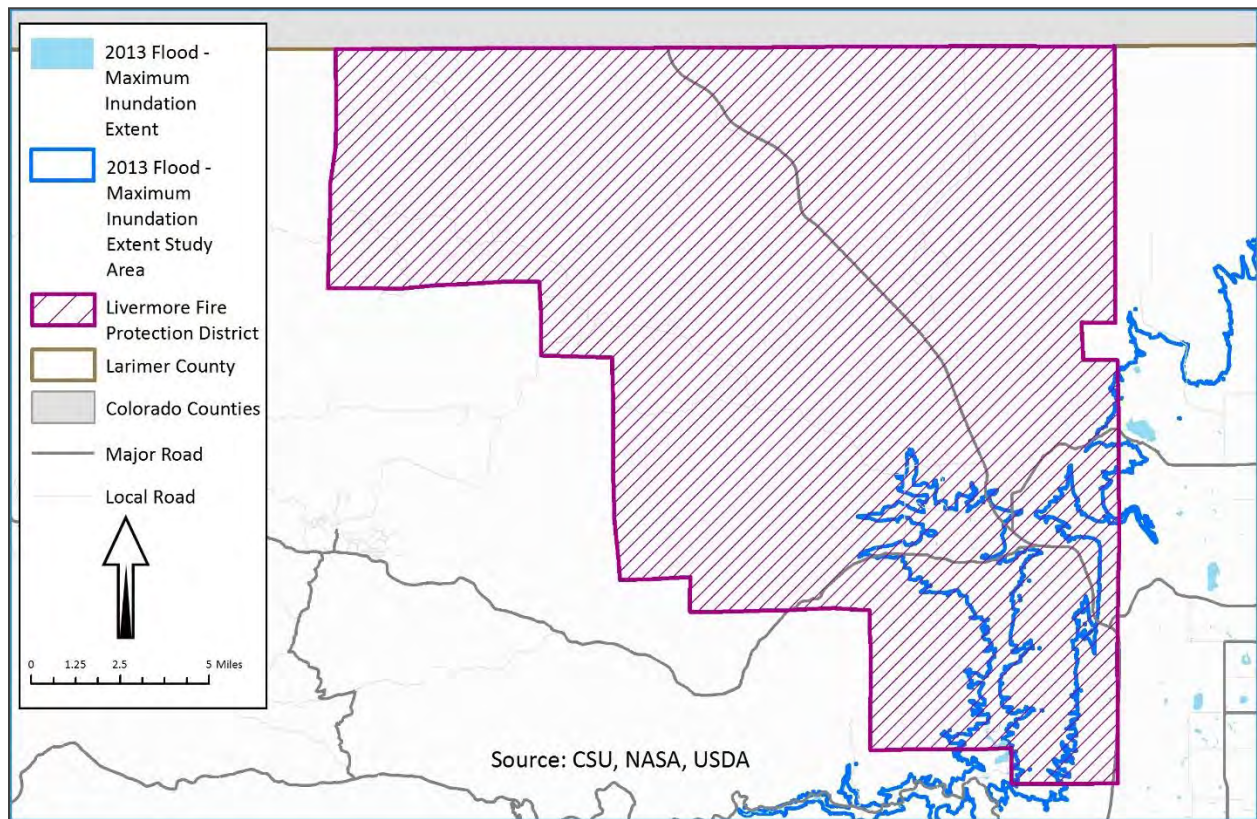 2013 Flood -
Maximum
Inundation
Extent
2013 Flood -
Maximum
Inundation
Extent Study
Area
Livermore Fire
Protection District
Larimer County
Colorado Counties
Major Road
Local Road
0 1.25 2.5 5 Miles
Source: CSU, NASA, USDA